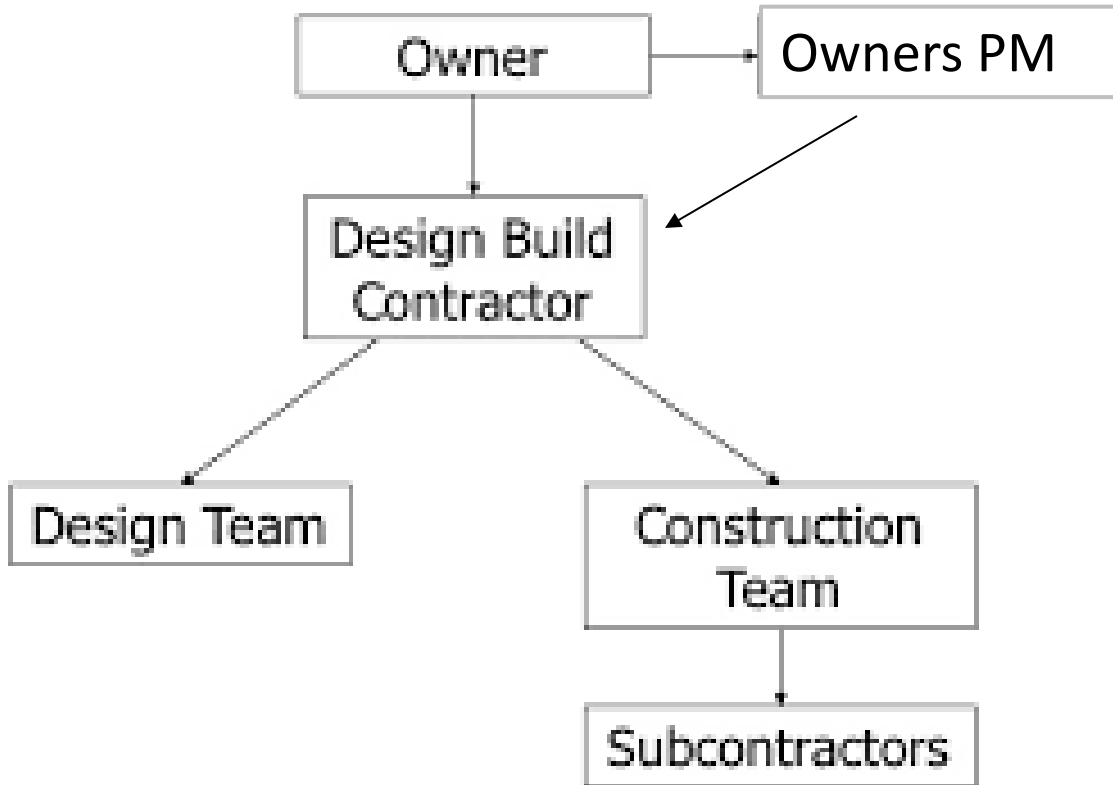 Owner
Owners PM
Design Build
Contractor
Design Team
Construction
Team
Subcontractors